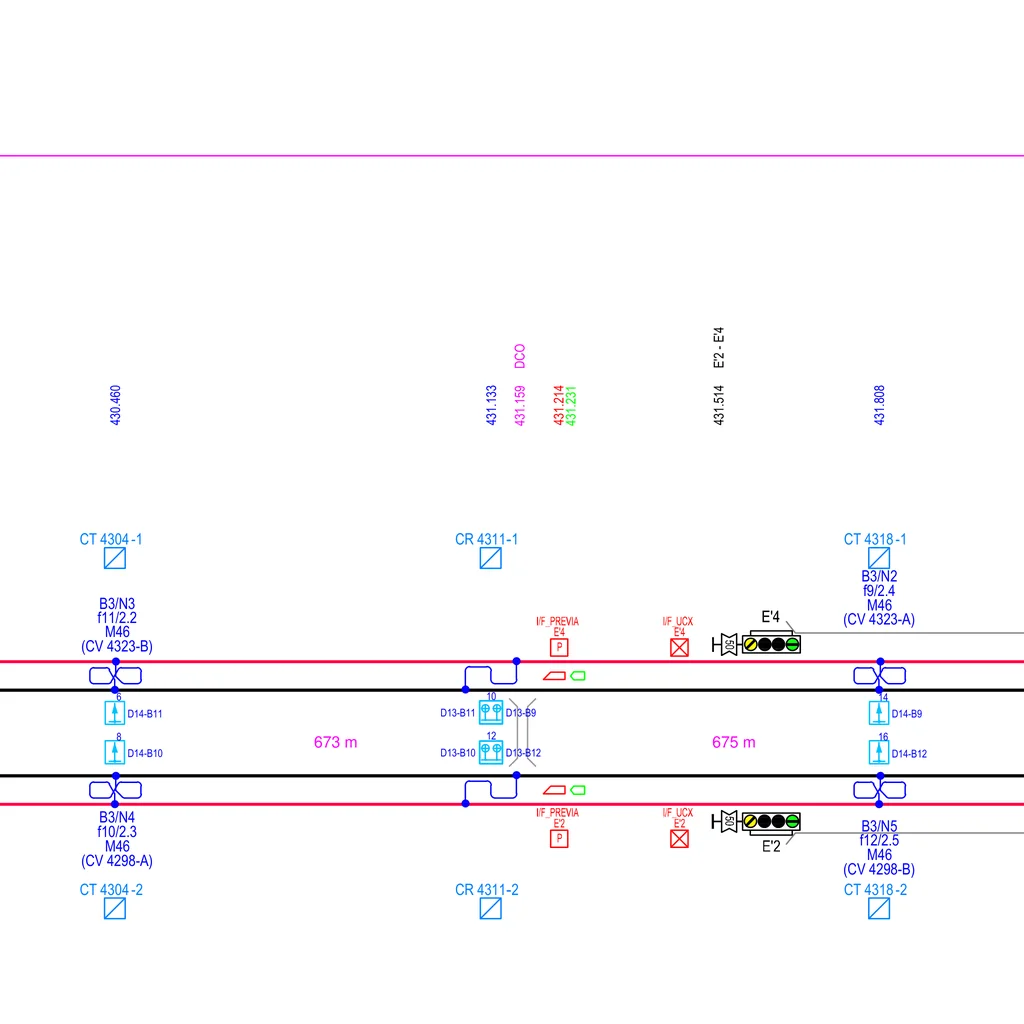 E'2 - E'4
DCO
430.460
431.133
431.159
431.214
431.231
431.514
431.808
CT 4304-1
CR 4311-1
CT 4318-1
B3/N3
f11/2.2
M46
(CV 4323-B)
B3/N2
f9/2.4
M46
(CV 4323-A)
I/F_PREVIA
E'4
P
I/F_UCX
E'4
E'4
50
6
D14-B11
10
D13-B11
D13-B9
14
D14-B9
8
D14-B10
673 m
12
D13-B10
D13-B12
675 m
16
D14-B12
I/F_PREVIA
E'2
P
I/F_UCX
E'2
50
E'2
B3/N4
f10/2.3
M46
(CV 4298-A)
B3/N5
f12/2.5
M46
(CV 4298-B)
CT 4304-2
CR 4311-2
CT 4318-2